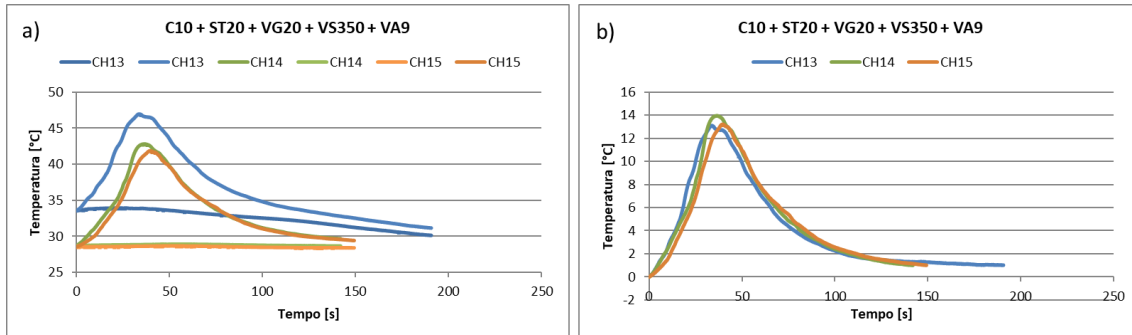 a)
C10 + ST20 + VG20 + VS350 + VA9
CH13 CH13 CH14 CH14 CH15 CH15
Temperatura [°C]
50
45
40
35
30
25
0 50 100 150 200 250
Tempo [s]
b)
C10 + ST20 + VG20 + VS350 + VA9
CH13 CH14 CH15
Temperatura [°C]
16
14
12
10
8
6
4
2
0
-2
0 50 100 150 200 250
Tempo [s]